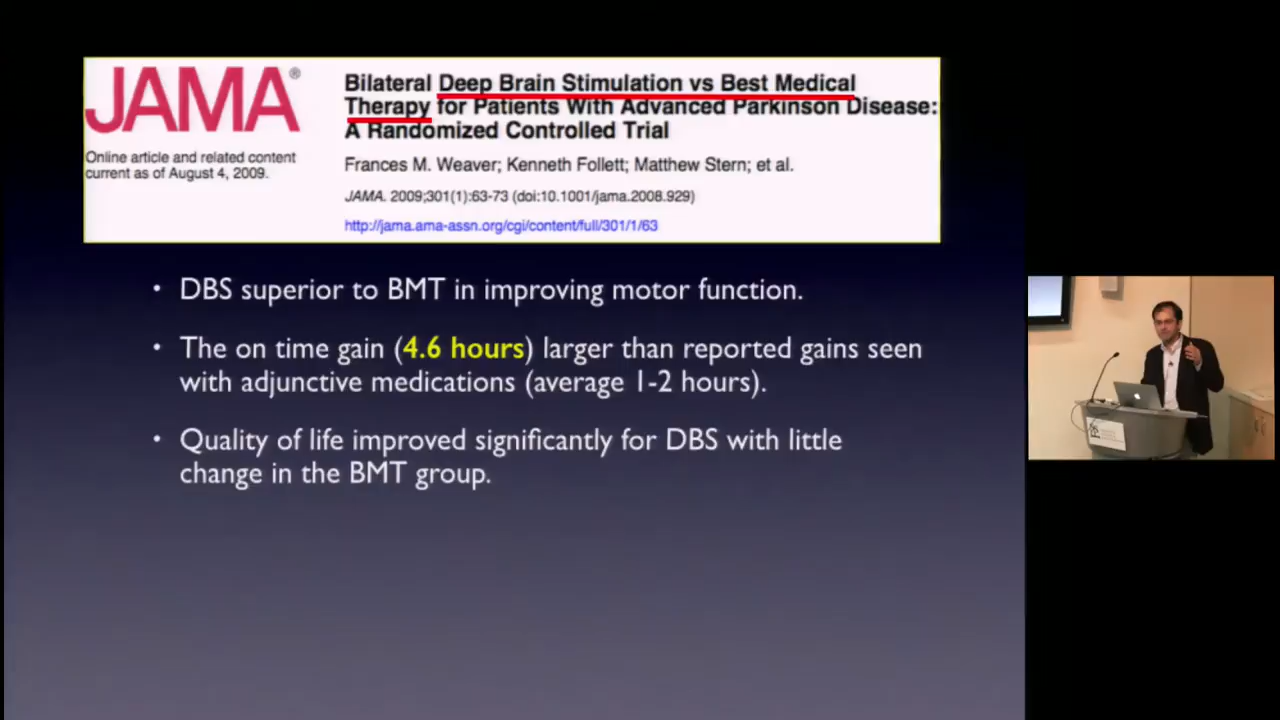 JAMA®
Online article and related content
current as of August 4, 2009.
Bilateral Deep Brain Stimulation vs Best Medical
Therapy for Patients With Advanced Parkinson Disease:
A Randomized Controlled Trial
Frances M. Weaver; Kenneth Follett; Matthew Stern; et al.
JAMA. 2009;301(1):63-73 (doi:10.1001/jama.2008.929)
http://jama.ama-assn.org/cgi/content/full/301/1/63
• DBS superior to BMT in improving motor function.
• The on time gain (4.6 hours) larger than reported gains seen
with adjunctive medications (average 1-2 hours).
• Quality of life improved significantly for DBS with little
change in the BMT group.